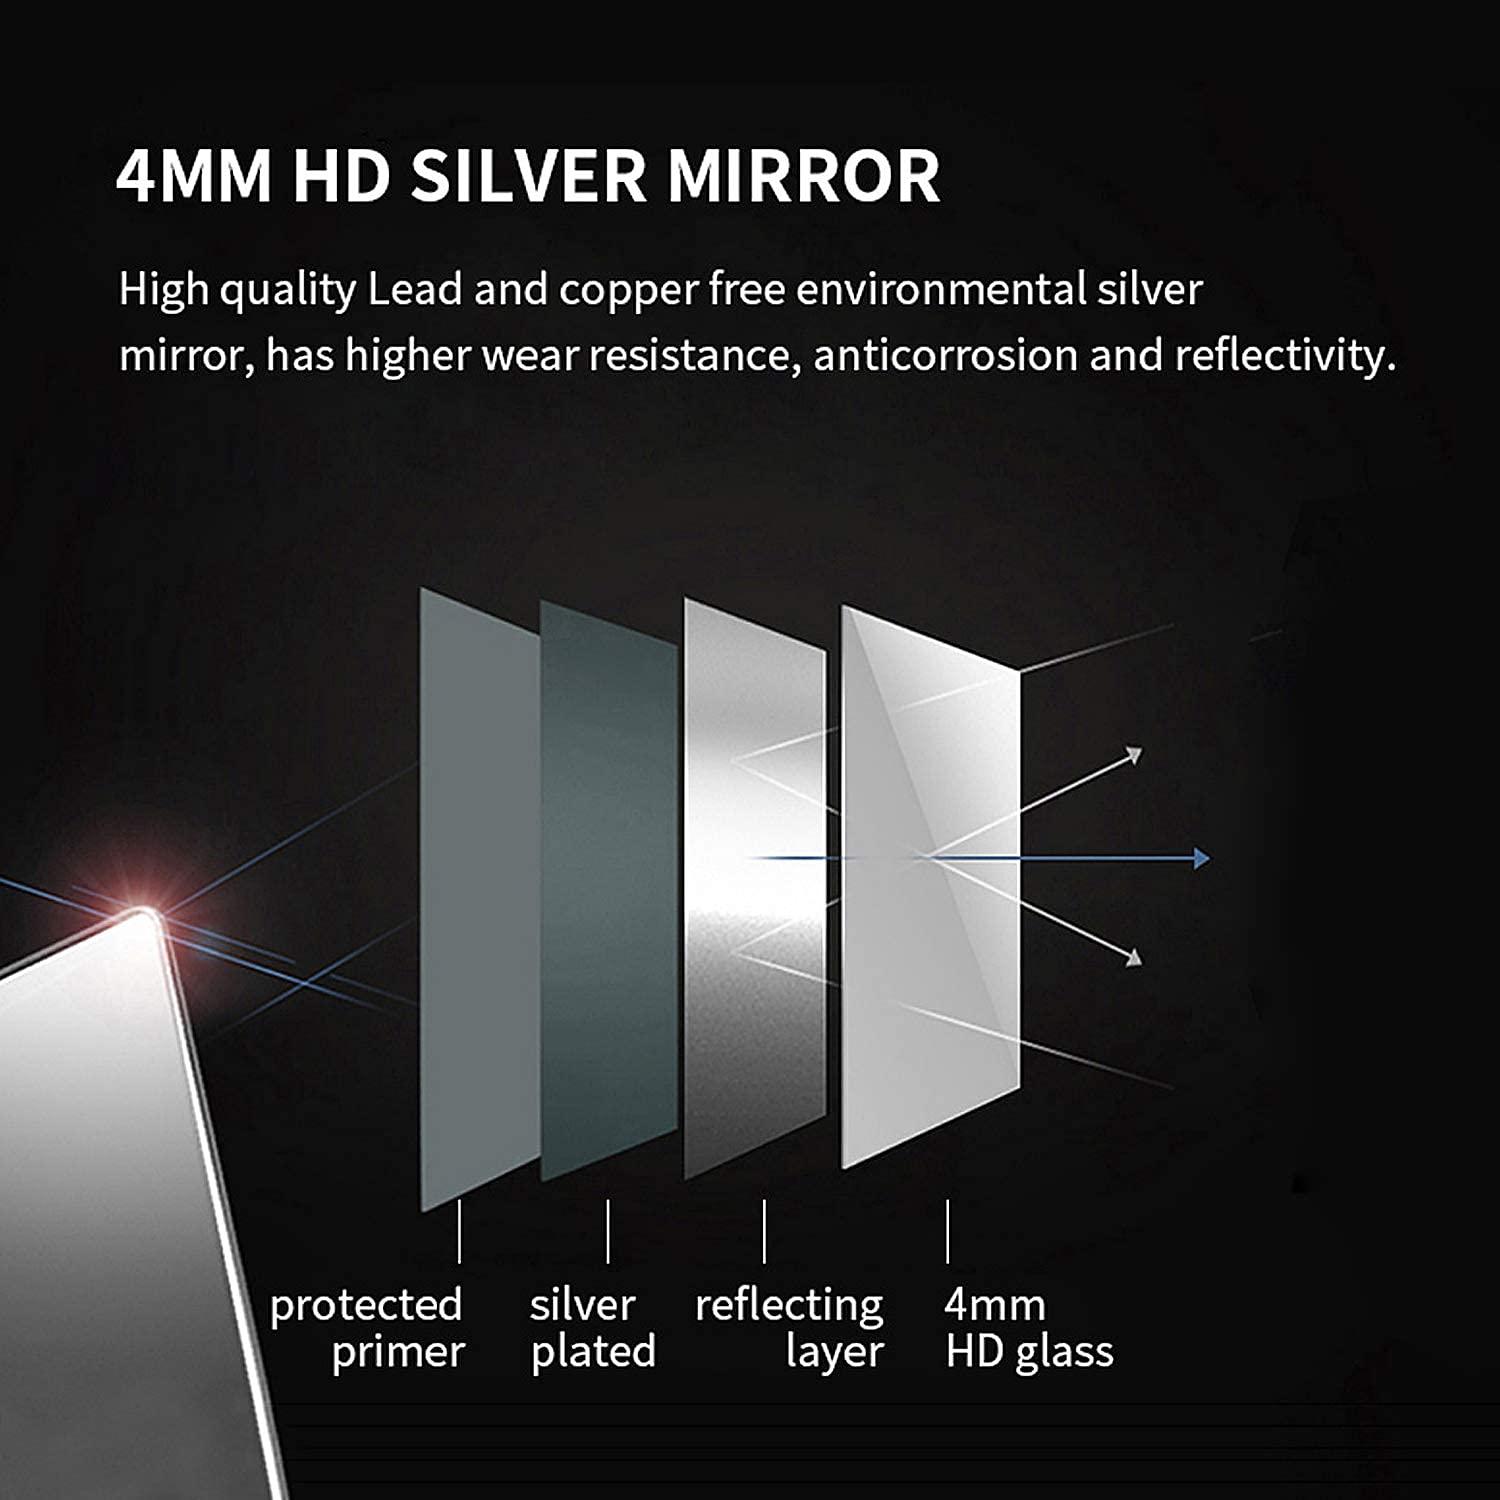 4MM HD SILVER MIRROR
High quality Lead and copper free environmental silver
mirror, has higher wear resistance, anticorrosion and reflectivity.
protected
primer
silver
plated
reflecting
layer
4mm
HD glass